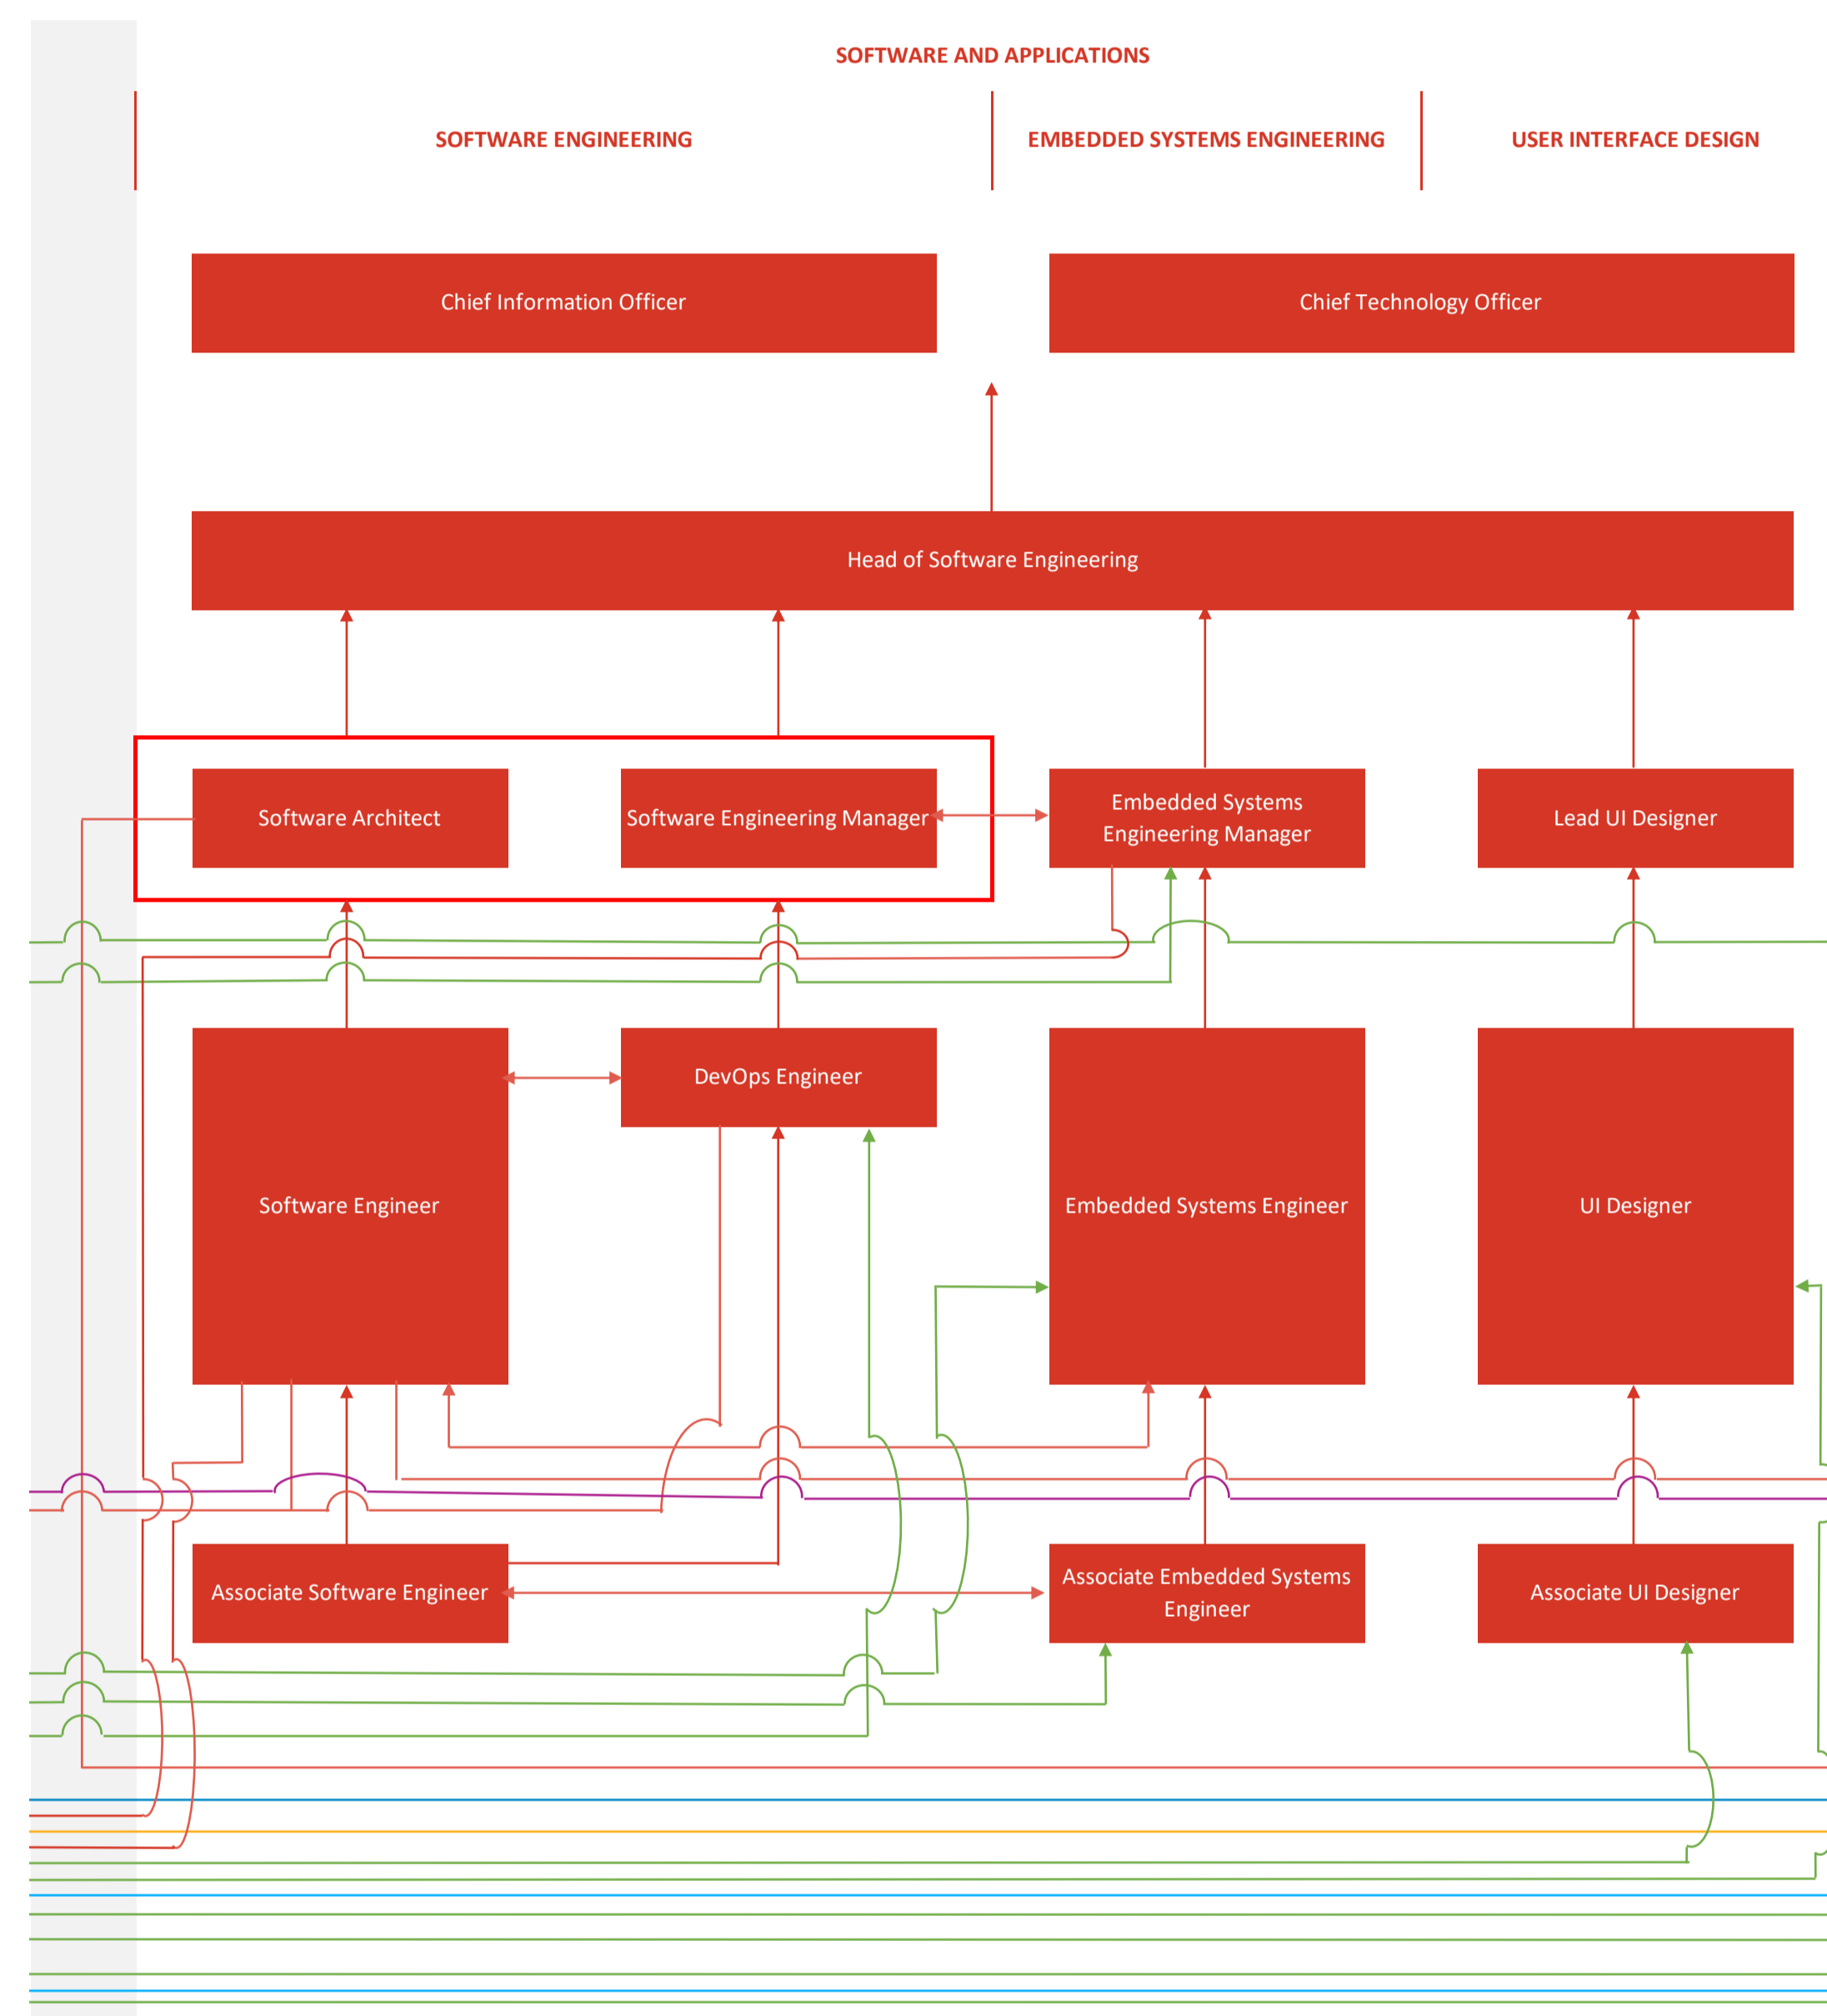 SOFTWARE AND APPLICATIONS
SOFTWARE ENGINEERING
EMBEDDED SYSTEMS ENGINEERING
USER INTERFACE DESIGN
Chief Information Officer
Chief Technology Officer
Head of Software Engineering
Software Architect
Software Engineering Manager
Embedded Systems
Engineering Manager
Lead UI Designer
DevOps Engineer
Software Engineer
Embedded Systems Engineer
UI Designer
Associate Software Engineer
Associate Embedded Systems
Engineer
Associate UI Designer